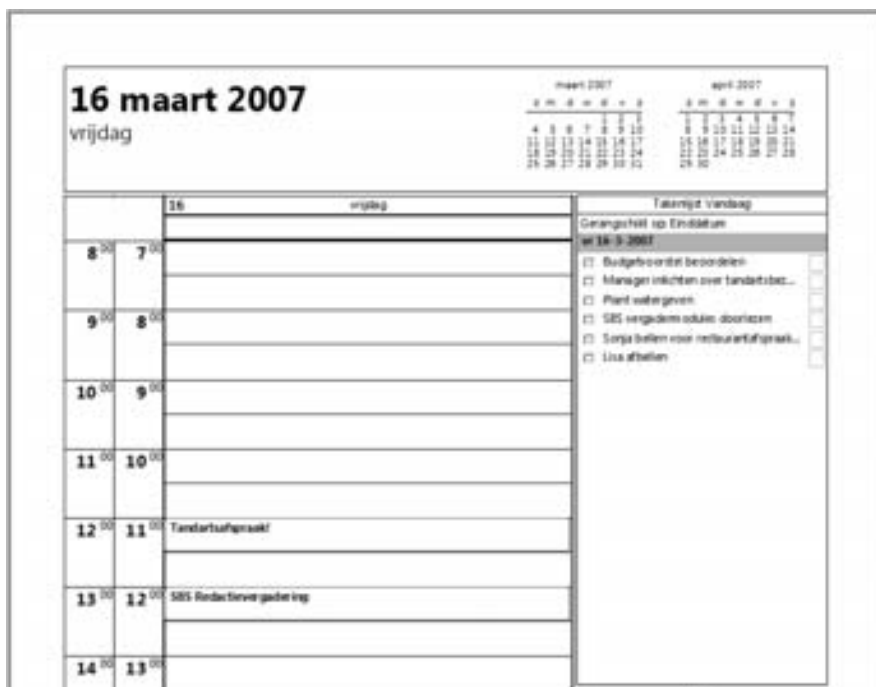 16 maart 2007
vrijdag
maart 2007
april 2007
16 vrijdag
Takenlijst Vandaag
Gerangschikt op: Einddatum
vr 16-3-2007
Budgetvoorstel beoordelen
Manager inlichten over tandartsbez...
Plant watergeven
SBS vergadermodules doorlezen
Sonja bellen voor restaurantafspraak...
Lisa afbellen
8 00 7 00
9 00 8 00
10 00 9 00
11 00 10 00
12 00 11 00 Tandartsafspraak!
13 00 12 00 SBS Redactievergadering
14 00 13 00